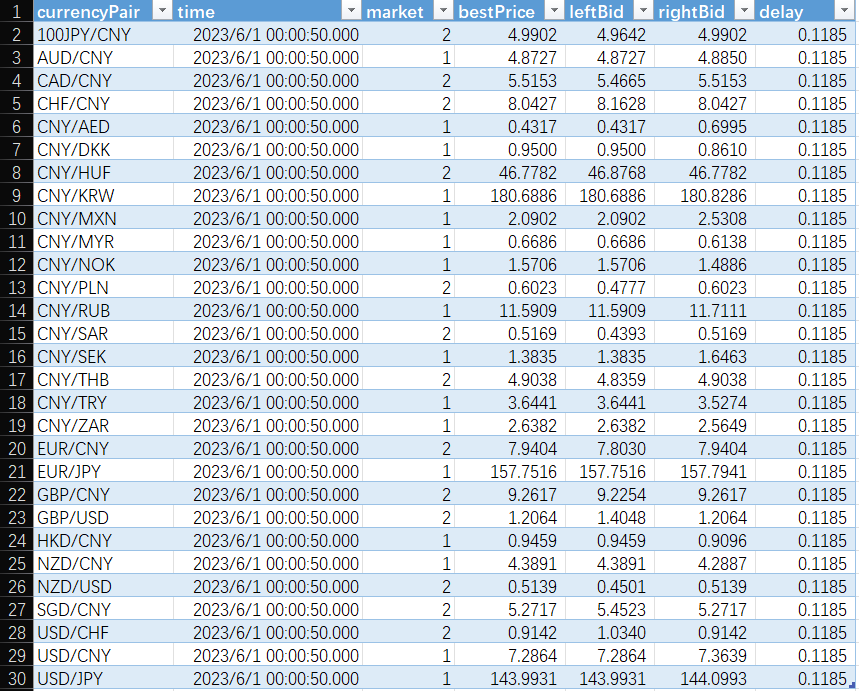 1 currencyPair time market bestPrice leftBid rightBid delay
2 100JPY/CNY 2023/6/1 00:00:50.000 2 4.9902 4.9642 4.9902 0.1185
3 AUD/CNY 2023/6/1 00:00:50.000 1 4.8727 4.8727 4.8850 0.1185
4 CAD/CNY 2023/6/1 00:00:50.000 2 5.5153 5.4665 5.5153 0.1185
5 CHF/CNY 2023/6/1 00:00:50.000 2 8.0427 8.1628 8.0427 0.1185
6 CNY/AED 2023/6/1 00:00:50.000 1 0.4317 0.4317 0.6995 0.1185
7 CNY/DKK 2023/6/1 00:00:50.000 1 0.9500 0.9500 0.8610 0.1185
8 CNY/HUF 2023/6/1 00:00:50.000 2 46.7782 46.8768 46.7782 0.1185
9 CNY/KRW 2023/6/1 00:00:50.000 1 180.6886 180.6886 180.8286 0.1185
10 CNY/MXN 2023/6/1 00:00:50.000 1 2.0902 2.0902 2.5308 0.1185
11 CNY/MYR 2023/6/1 00:00:50.000 1 0.6686 0.6686 0.6138 0.1185
12 CNY/NOK 2023/6/1 00:00:50.000 1 1.5706 1.5706 1.4886 0.1185
13 CNY/PLN 2023/6/1 00:00:50.000 2 0.6023 0.4777 0.6023 0.1185
14 CNY/RUB 2023/6/1 00:00:50.000 1 11.5909 11.5909 11.7111 0.1185
15 CNY/SAR 2023/6/1 00:00:50.000 2 0.5169 0.4393 0.5169 0.1185
16 CNY/SEK 2023/6/1 00:00:50.000 1 1.3835 1.3835 1.6463 0.1185
17 CNY/THB 2023/6/1 00:00:50.000 2 4.9038 4.8359 4.9038 0.1185
18 CNY/TRY 2023/6/1 00:00:50.000 1 3.6441 3.6441 3.5274 0.1185
19 CNY/ZAR 2023/6/1 00:00:50.000 1 2.6382 2.6382 2.5649 0.1185
20 EUR/CNY 2023/6/1 00:00:50.000 2 7.9404 7.8030 7.9404 0.1185
21 EUR/JPY 2023/6/1 00:00:50.000 1 157.7516 157.7516 157.7941 0.1185
22 GBP/CNY 2023/6/1 00:00:50.000 2 9.2617 9.2254 9.2617 0.1185
23 GBP/USD 2023/6/1 00:00:50.000 2 1.2064 1.4048 1.2064 0.1185
24 HKD/CNY 2023/6/1 00:00:50.000 1 0.9459 0.9459 0.9096 0.1185
25 NZD/CNY 2023/6/1 00:00:50.000 1 4.3891 4.3891 4.2887 0.1185
26 NZD/USD 2023/6/1 00:00:50.000 2 0.5139 0.4501 0.5139 0.1185
27 SGD/CNY 2023/6/1 00:00:50.000 2 5.2717 5.4523 5.2717 0.1185
28 USD/CHF 2023/6/1 00:00:50.000 2 0.9142 1.0340 0.9142 0.1185
29 USD/CNY 2023/6/1 00:00:50.000 1 7.2864 7.2864 7.3639 0.1185
30 USD/JPY 2023/6/1 00:00:50.000 1 143.9931 143.9931 144.0993 0.1185